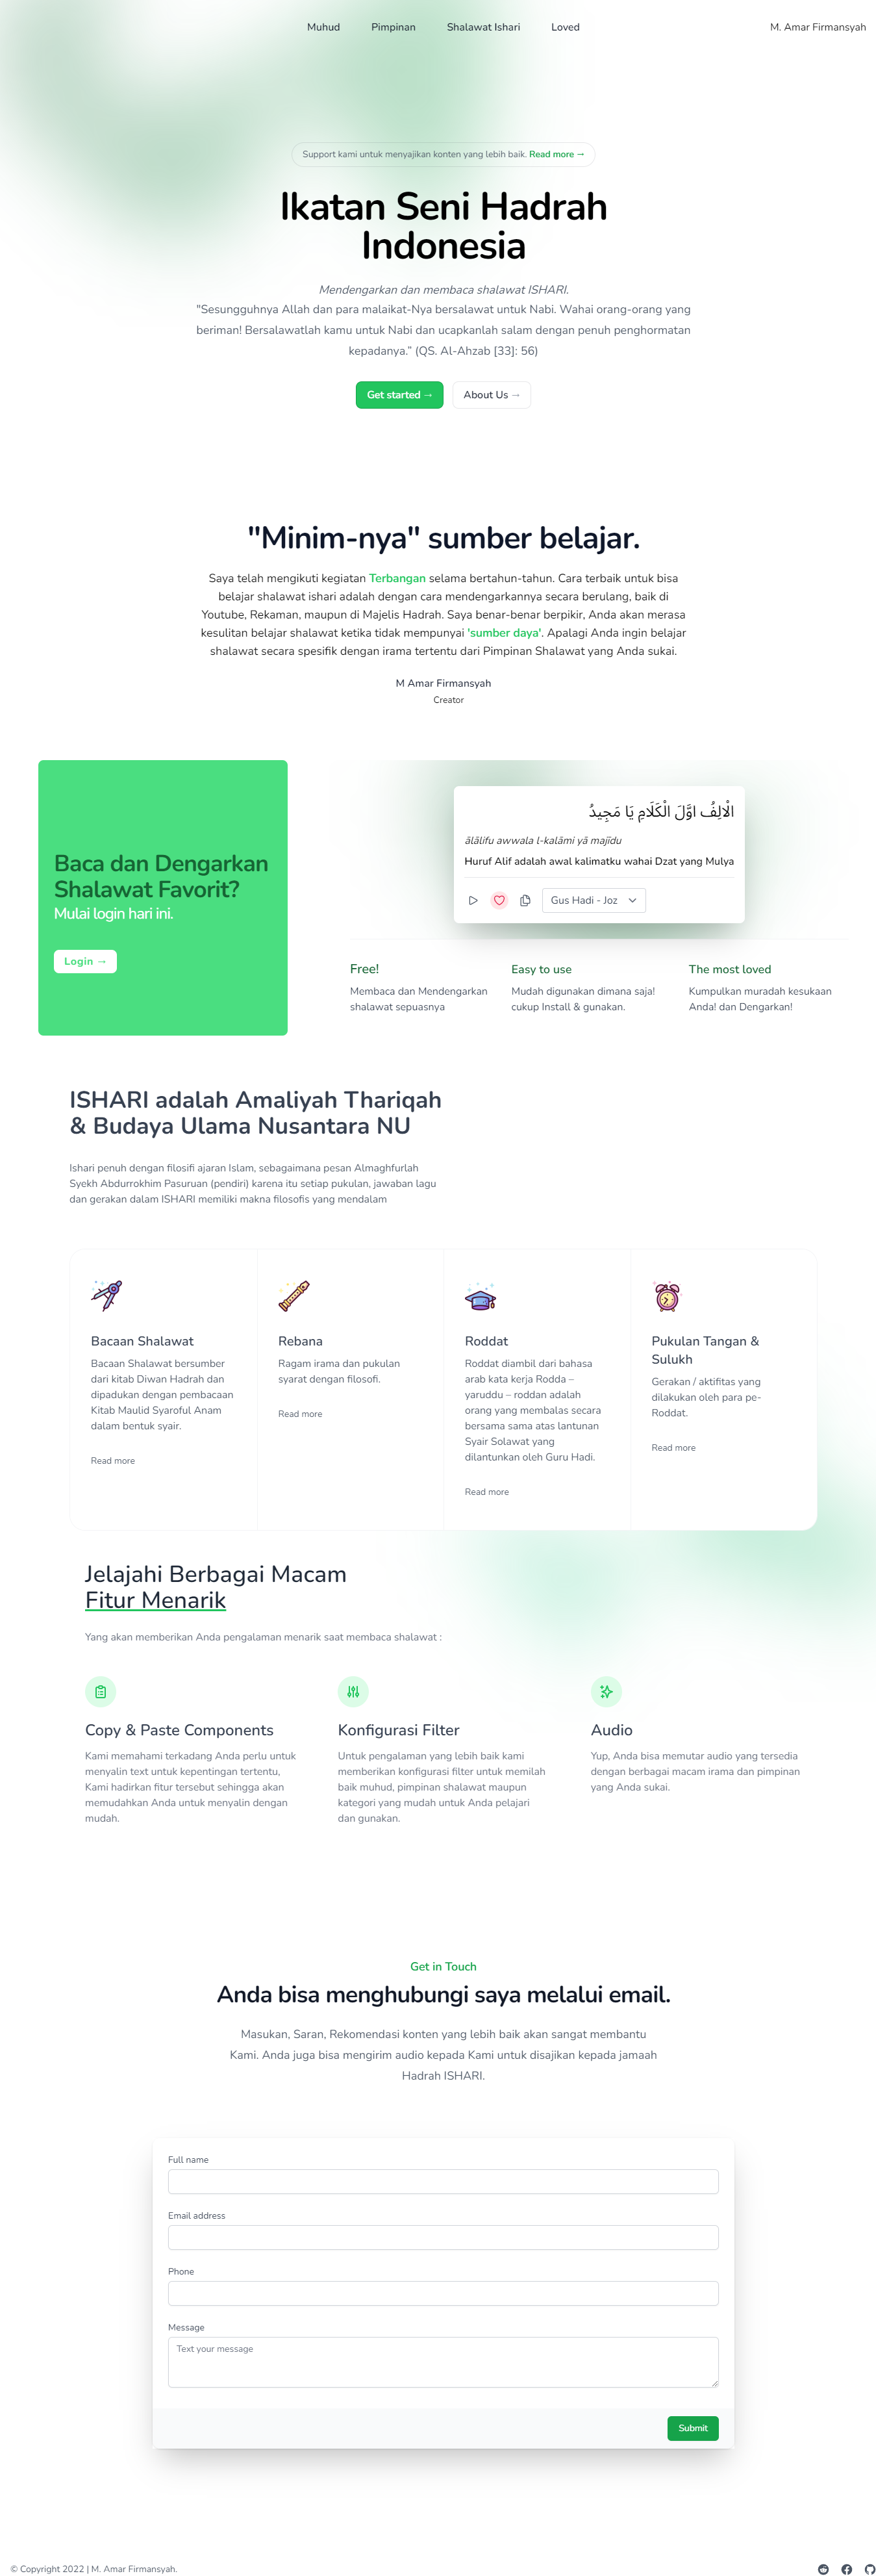 Muhud
Pimpinan
Shalawat Ishari
Loved
M. Amar Firmansyah
Support kami untuk menyajikan konten yang lebih baik. Read more →
Ikatan Seni Hadrah
Indonesia
Mendengarkan dan membaca shalawat ISHARI.
"Sesungguhnya Allah dan para malaikat-Nya bersalawat untuk Nabi. Wahai orang-orang yang
beriman! Bersalawatlah kamu untuk Nabi dan ucapkanlah salam dengan penuh penghormatan
kepadanya.” (QS. Al-Ahzab [33]: 56)
Get started →
About Us →
"Minim-nya" sumber belajar.
Saya telah mengikuti kegiatan Terbangan selama bertahun-tahun. Cara terbaik untuk bisa
belajar shalawat ishari adalah dengan cara mendengarkannya secara berulang, baik di
Youtube, Rekaman, maupun di Majelis Hadrah. Saya benar-benar berpikir, Anda akan merasa
kesulitan belajar shalawat ketika tidak mempunyai 'sumber daya'. Apalagi Anda ingin belajar
shalawat secara spesifik dengan irama tertentu dari Pimpinan Shalawat yang Anda sukai.
M Amar Firmansyah
Creator
Baca dan Dengarkan
Shalawat Favorit?
Mulai login hari ini.
Login →
الْالِفُ اوَّلَ الْكَلَامِ يَا مَجِيدُ
ālālifu awwala l-kalāmi yā majīdu
Huruf Alif adalah awal kalimatku wahai Dzat yang Mulya
Gus Hadi - Joz
Free!
Membaca dan Mendengarkan
shalawat sepuasnya
Easy to use
Mudah digunakan dimana saja!
cukup Install & gunakan.
The most loved
Kumpulkan muradah kesukaan
Anda! dan Dengarkan!
ISHARI adalah Amaliyah Thariqah
& Budaya Ulama Nusantara NU
Ishari penuh dengan filosifi ajaran Islam, sebagaimana pesan Almaghfurlah
Syekh Abdurrokhim Pasuruan (pendiri) karena itu setiap pukulan, jawaban lagu
dan gerakan dalam ISHARI memiliki makna filosofis yang mendalam
Bacaan Shalawat
Bacaan Shalawat bersumber
dari kitab Diwan Hadrah dan
dipadukan dengan pembacaan
Kitab Maulid Syaroful Anam
dalam bentuk syair.
Read more
Rebana
Ragam irama dan pukulan
syarat dengan filosofi.
Read more
Roddat
Roddat diambil dari bahasa
arab kata kerja Rodda –
yaruddu – roddan adalah
orang yang membalas secara
bersama sama atas lantunan
Syair Solawat yang
dilantunkan oleh Guru Hadi.
Read more
Pukulan Tangan &
Sulukh
Gerakan / aktifitas yang
dilakukan oleh para pe-
Roddat.
Read more
Jelajahi Berbagai Macam
Fitur Menarik
Yang akan memberikan Anda pengalaman menarik saat membaca shalawat :
Copy & Paste Components
Kami memahami terkadang Anda perlu untuk
menyalin text untuk kepentingan tertentu,
Kami hadirkan fitur tersebut sehingga akan
memudahkan Anda untuk menyalin dengan
mudah.
Konfigurasi Filter
Untuk pengalaman yang lebih baik kami
memberikan konfigurasi filter untuk memilah
baik muhud, pimpinan shalawat maupun
kategori yang mudah untuk Anda pelajari
dan gunakan.
Audio
Yup, Anda bisa memutar audio yang tersedia
dengan berbagai macam irama dan pimpinan
yang Anda sukai.
Get in Touch
Anda bisa menghubungi saya melalui email.
Masukan, Saran, Rekomendasi konten yang lebih baik akan sangat membantu
Kami. Anda juga bisa mengirim audio kepada Kami untuk disajikan kepada jamaah
Hadrah ISHARI.
Full name
Email address
Phone
Message
Text your message
Submit
© Copyright 2022 | M. Amar Firmansyah.